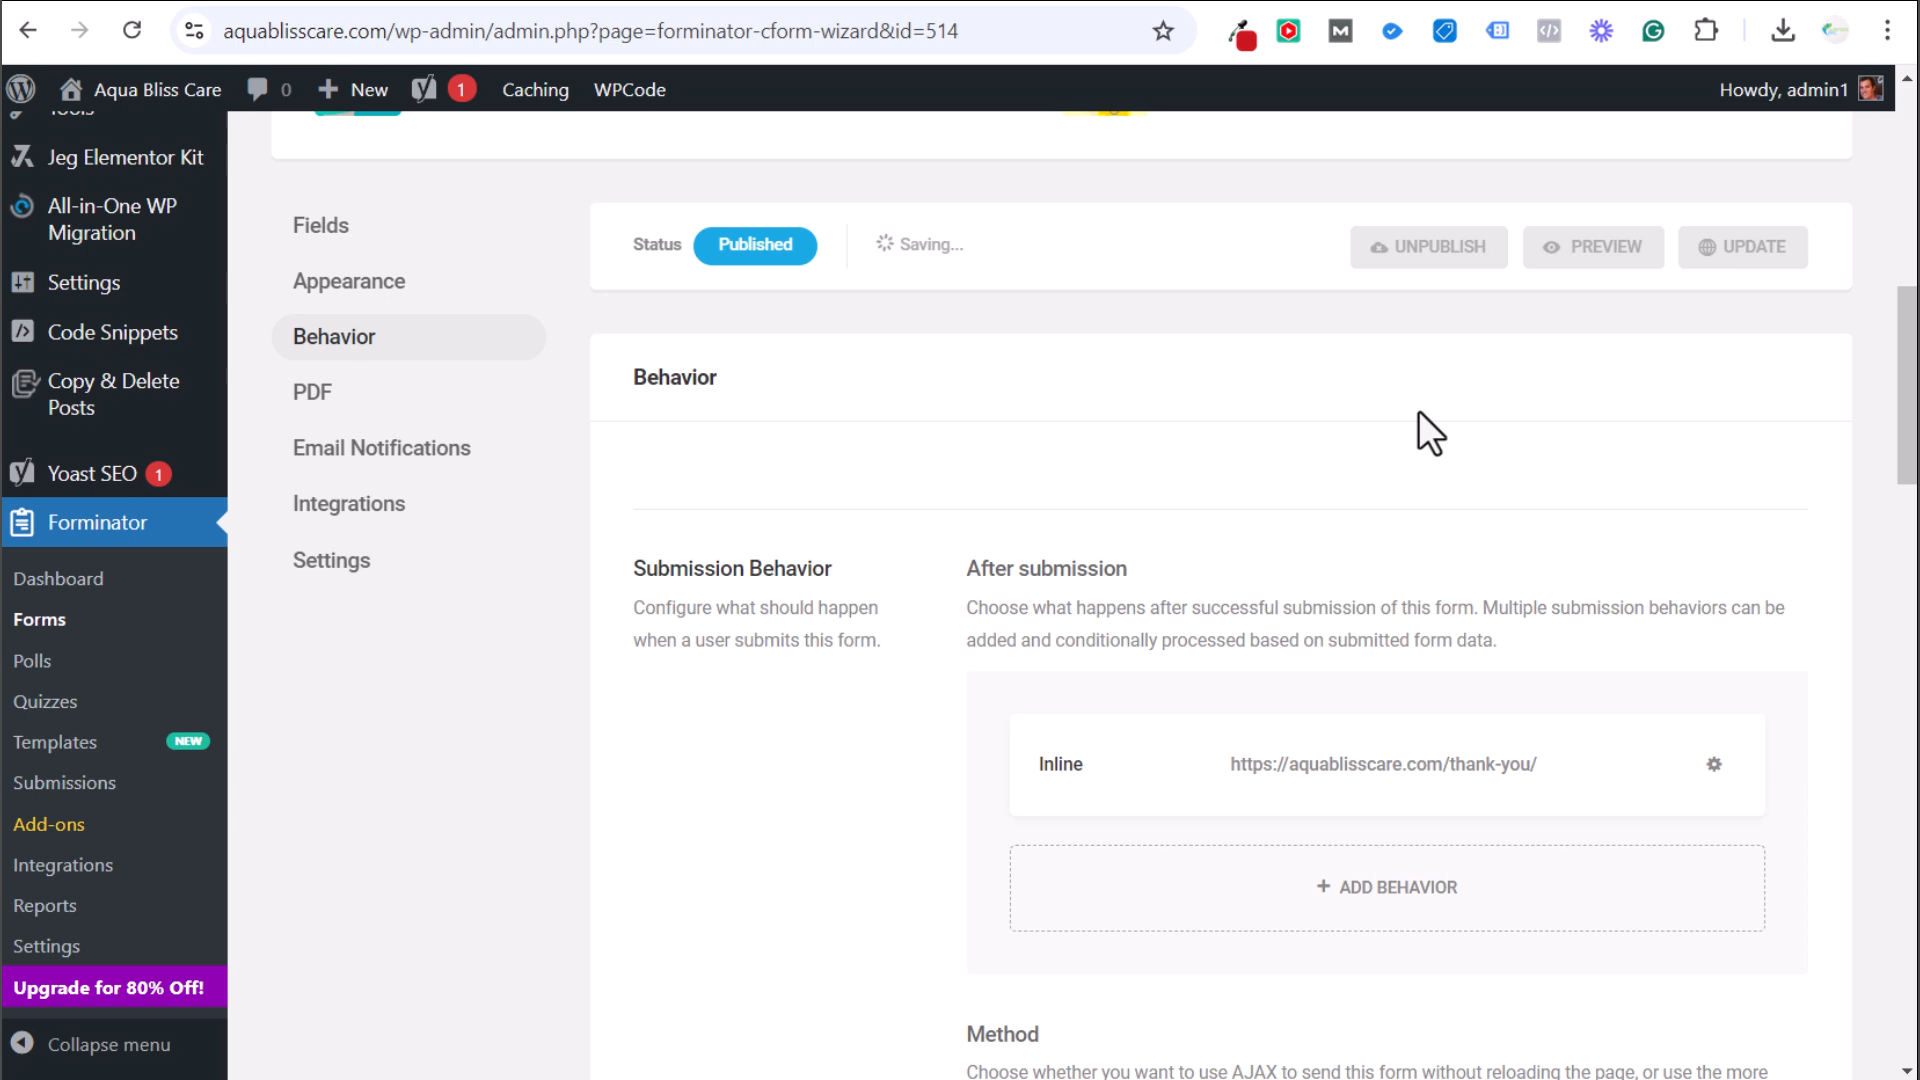 aquablisscare.com/wp-admin/admin.php?page=forminator-cform-wizard&id=514
Aqua Bliss Care
0
New
1
Caching
WPCode
Howdy, admin1
Tools
Jeg Elementor Kit
All-in-One WP
Migration
Settings
Code Snippets
Copy & Delete
Posts
Yoast SEO 1
Forminator
Dashboard
Forms
Polls
Quizzes
Templates NEW
Submissions
Add-ons
Integrations
Reports
Settings
Upgrade for 80% Off!
Collapse menu
Fields
Appearance
Behavior
PDF
Email Notifications
Integrations
Settings
Status Published Saving...
UNPUBLISH
PREVIEW
UPDATE
Behavior
Submission Behavior
Configure what should happen
when a user submits this form.
After submission
Choose what happens after successful submission of this form. Multiple submission behaviors can be
added and conditionally processed based on submitted form data.
Inline https://aquablisscare.com/thank-you/
+ ADD BEHAVIOR
Method
Choose whether you want to use AJAX to send this form without reloading the page, or use the more